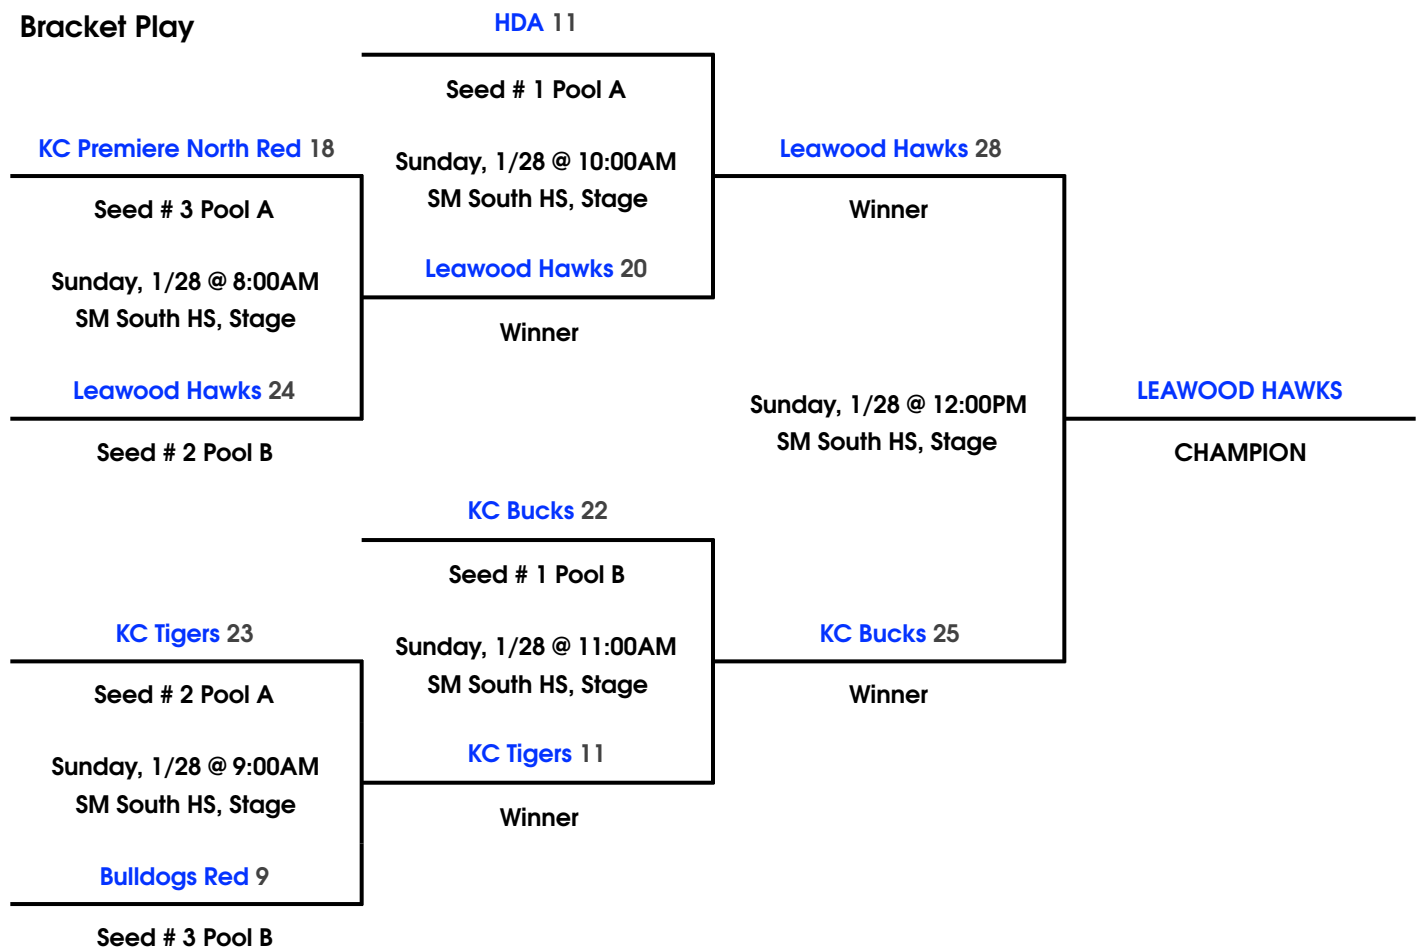 Bracket Play
HDA 11
Seed # 1 Pool A
KC Premiere North Red 18
Seed # 3 Pool A
Sunday, 1/28 @ 10:00AM
SM South HS, Stage
Leawood Hawks 28
Winner
Sunday, 1/28 @ 8:00AM
SM South HS, Stage
Leawood Hawks 20
Winner
Leawood Hawks 24
Seed # 2 Pool B
Sunday, 1/28 @ 12:00PM
SM South HS, Stage
LEAWOOD HAWKS
CHAMPION
KC Bucks 22
Seed # 1 Pool B
KC Tigers 23
Seed # 2 Pool A
Sunday, 1/28 @ 11:00AM
SM South HS, Stage
KC Bucks 25
Winner
Sunday, 1/28 @ 9:00AM
SM South HS, Stage
KC Tigers 11
Winner
Bulldogs Red 9
Seed # 3 Pool B